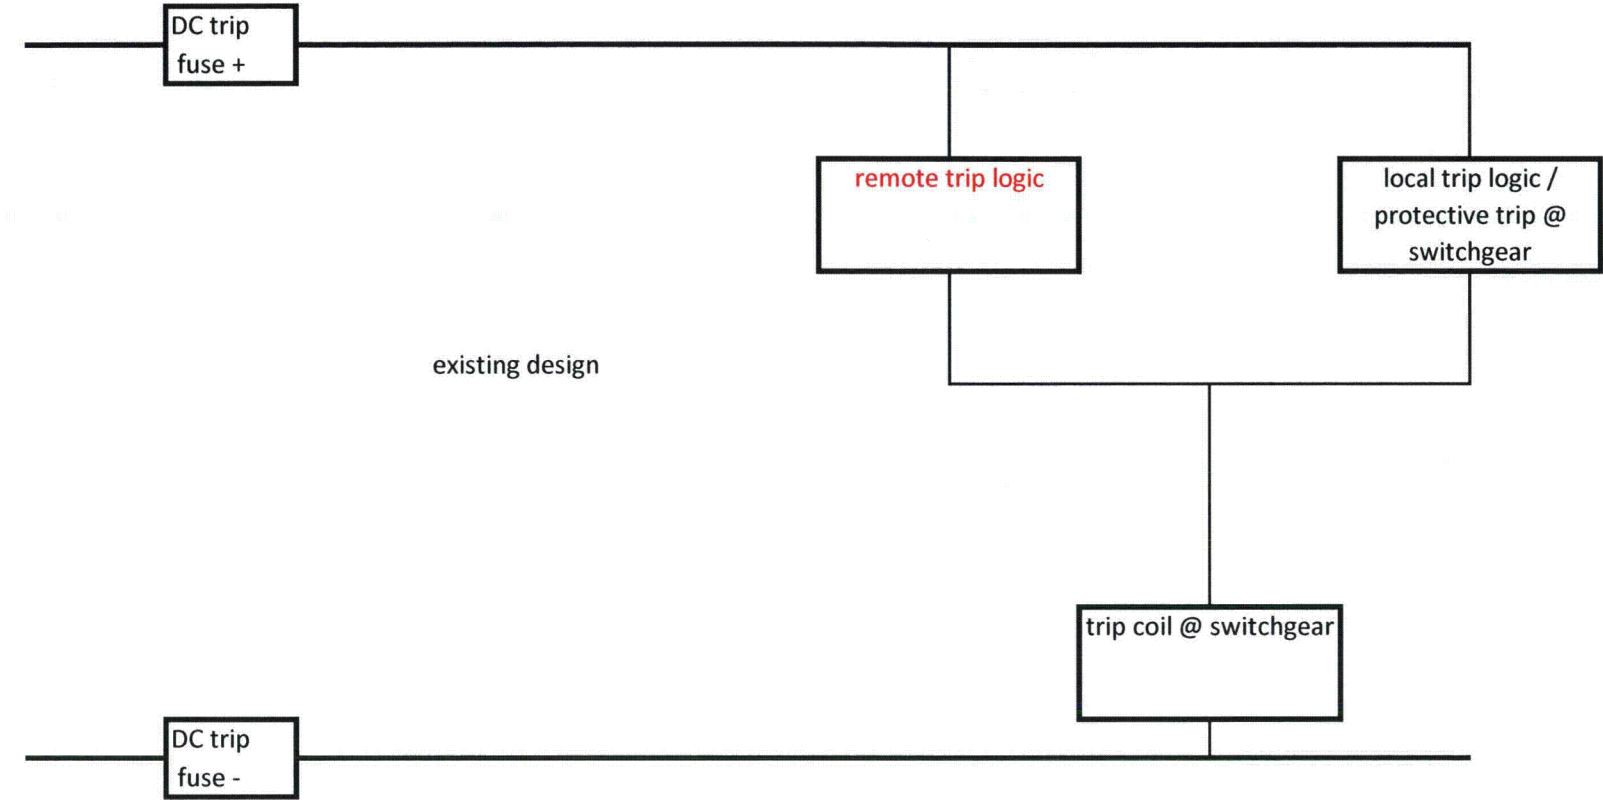 DC trip
fuse +
remote trip logic
local trip logic /
protective trip @
switchgear
existing design
trip coil @ switchgear
DC trip
fuse -